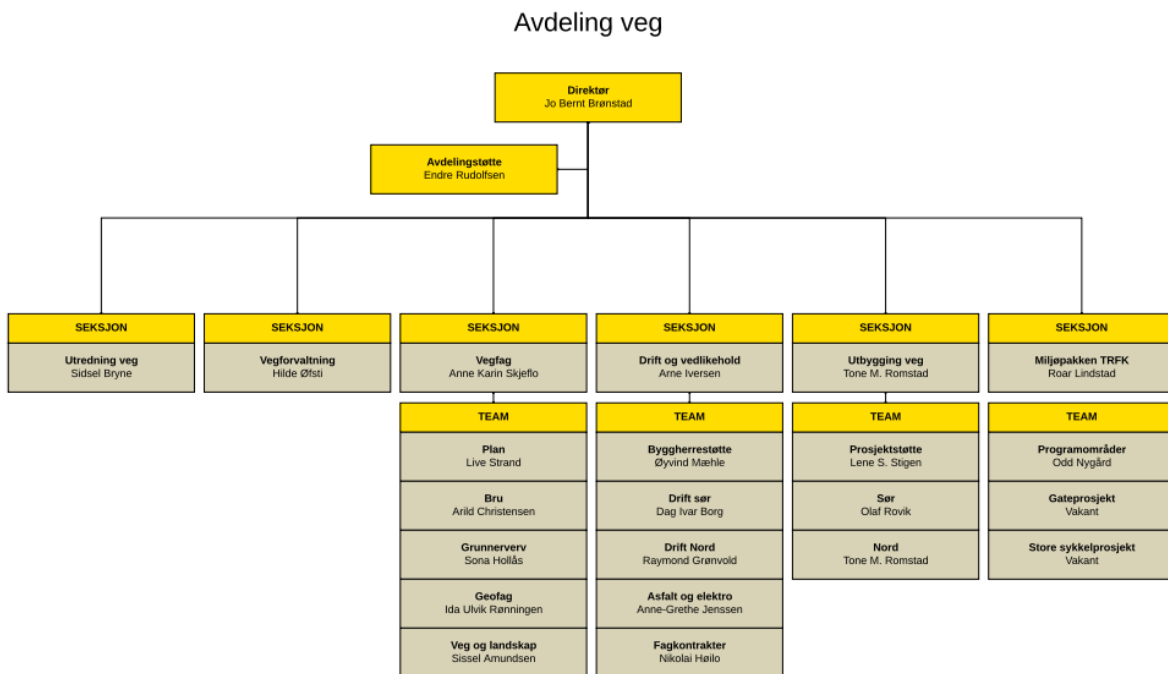 Avdeling veg
Direktør
Jo Bernt Brønstad
Avdelingstøtte
Endre Rudolfsen
SEKSJON
Utredning veg
Sidsel Bryne
SEKSJON
Vegforvaltning
Hilde Øfsti
SEKSJON
Vegfag
Anne Karin Skjeflo
TEAM
Plan
Live Strand
Bru
Arild Christensen
Grunnerverv
Sona Hollås
Geofag
Ida Ulvik Rønningen
Veg og landskap
Sissel Amundsen
SEKSJON
Drift og vedlikehold
Arne Iversen
TEAM
Byggherrestøtte
Øyvind Mæhle
Drift sør
Dag Ivar Borg
Drift Nord
Raymond Grønvold
Asfalt og elektro
Anne-Grethe Jenssen
Fagkontrakter
Nikolai Høilo
SEKSJON
Utbygging veg
Tone M. Romstad
TEAM
Prosjektstøtte
Lene S. Stigen
Sør
Olaf Rovik
Nord
Tone M. Romstad
SEKSJON
Miljøpakken TRFK
Roar Lindstad
TEAM
Programområder
Odd Nygård
Gateprosjekt
Vakant
Store sykkelprosjekt
Vakant